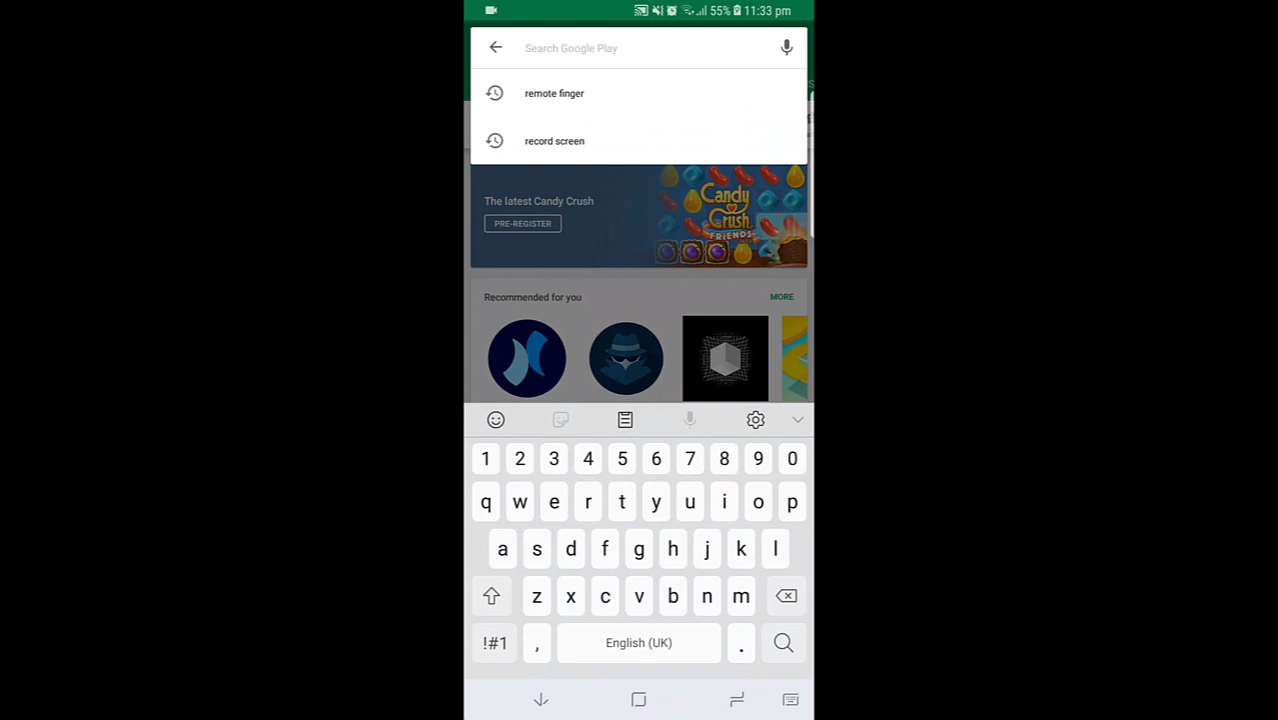 55% 11:33 pm
Search Google Play
remote finger
record screen
The latest Candy Crush
PRE-REGISTER
Candy
Crush
FRIENDS
Recommended for you
MORE
1 2 3 4 5 6 7 8 9 0
q w e r t y u i o p
a s d f g h j k l
z x c v b n m
!#1 , English (UK) .